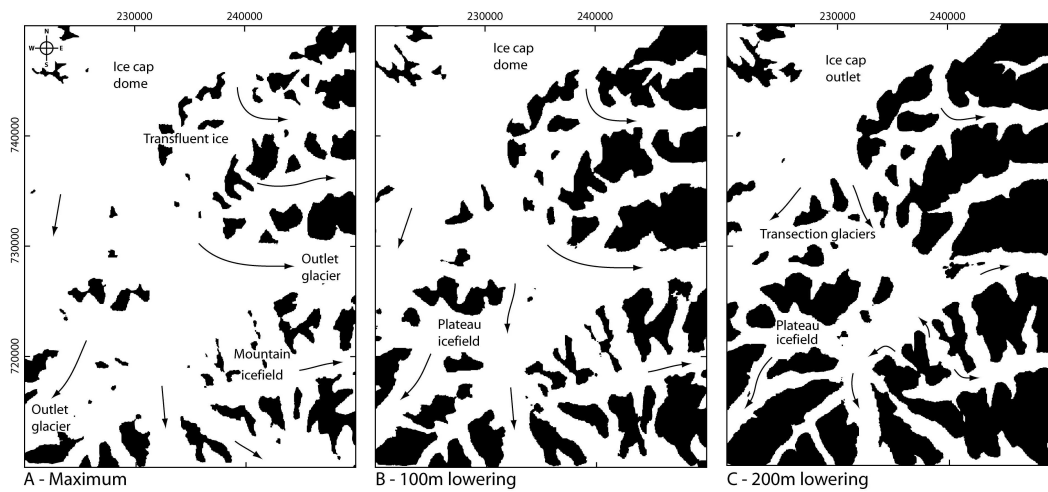 230000 240000
230000 240000
230000 240000
N
W E
S
740000
730000
720000
Ice cap
dome
Transfluent ice
Outlet
glacier
Mountain
icefield
Outlet
glacier
A - Maximum
Ice cap
dome
Plateau
icefield
B - 100m lowering
Ice cap
outlet
Transection glaciers
Plateau
icefield
C - 200m lowering